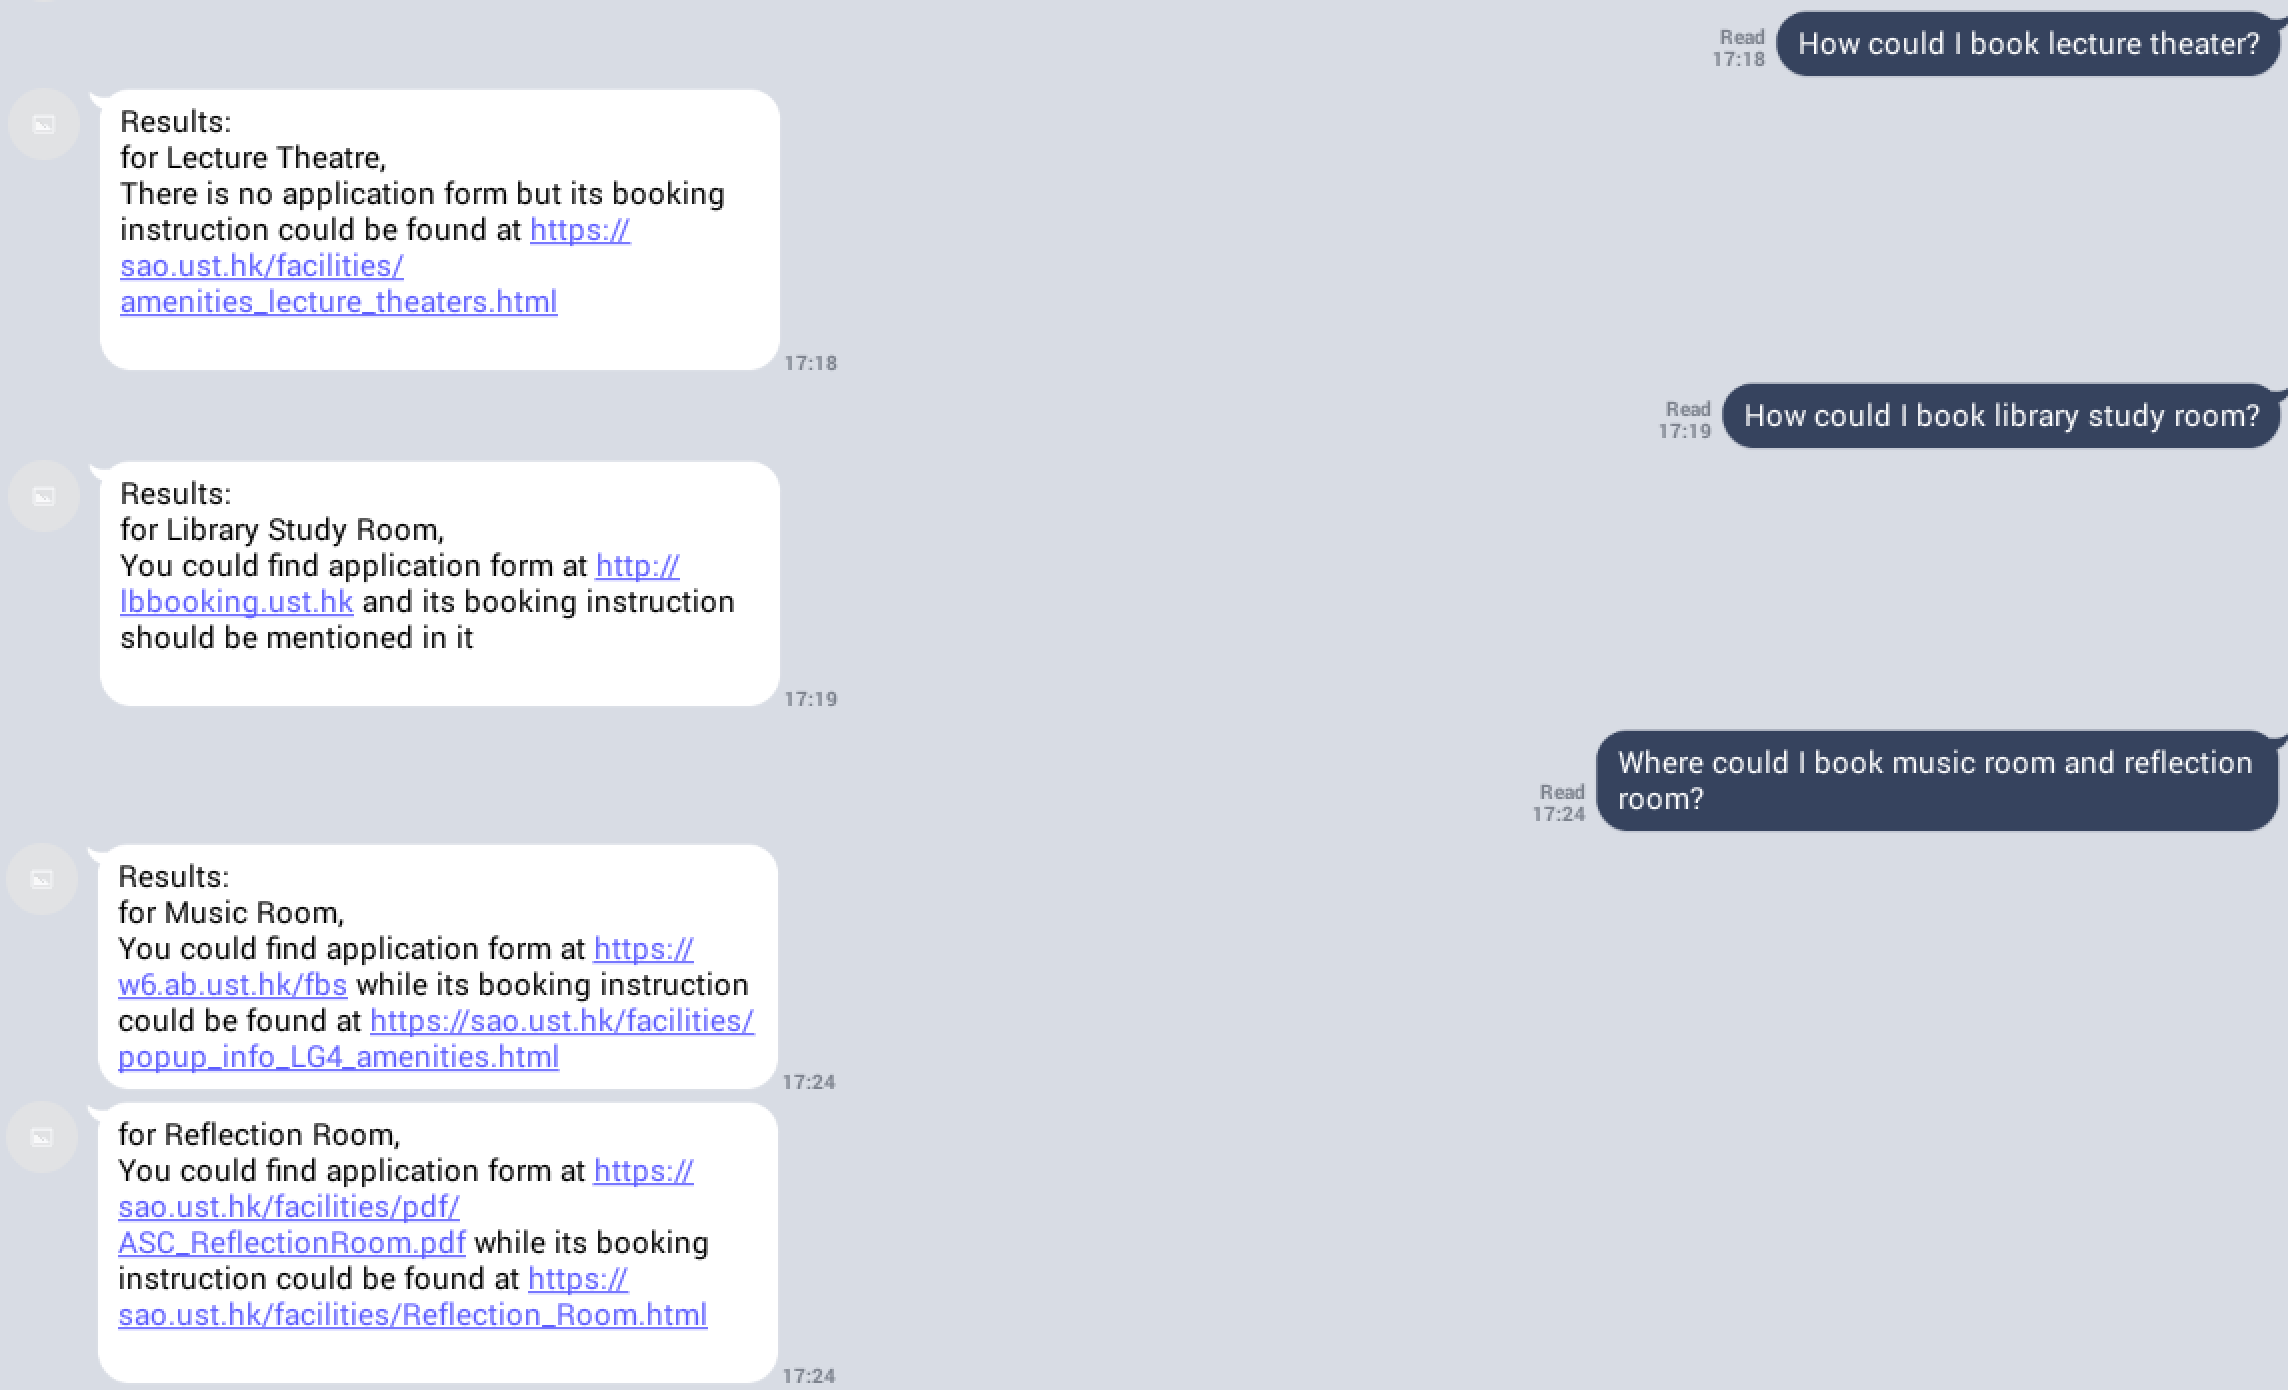 How could I book lecture theater?
Read
17:18
Results:
for Lecture Theatre,
There is no application form but its booking
instruction could be found at https://
sao.ust.hk/facilities/
amenities_lecture_theaters.html
17:18
How could I book library study room?
Read
17:19
Results:
for Library Study Room,
You could find application form at http://
lbbooking.ust.hk and its booking instruction
should be mentioned in it
17:19
Where could I book music room and reflection
room?
Read
17:24
Results:
for Music Room,
You could find application form at https://
w6.ab.ust.hk/fbs while its booking instruction
could be found at https://sao.ust.hk/facilities/
popup_info_LG4_amenities.html
17:24
for Reflection Room,
You could find application form at https://
sao.ust.hk/facilities/pdf/
ASC_ReflectionRoom.pdf while its booking
instruction could be found at https://
sao.ust.hk/facilities/Reflection_Room.html
17:24